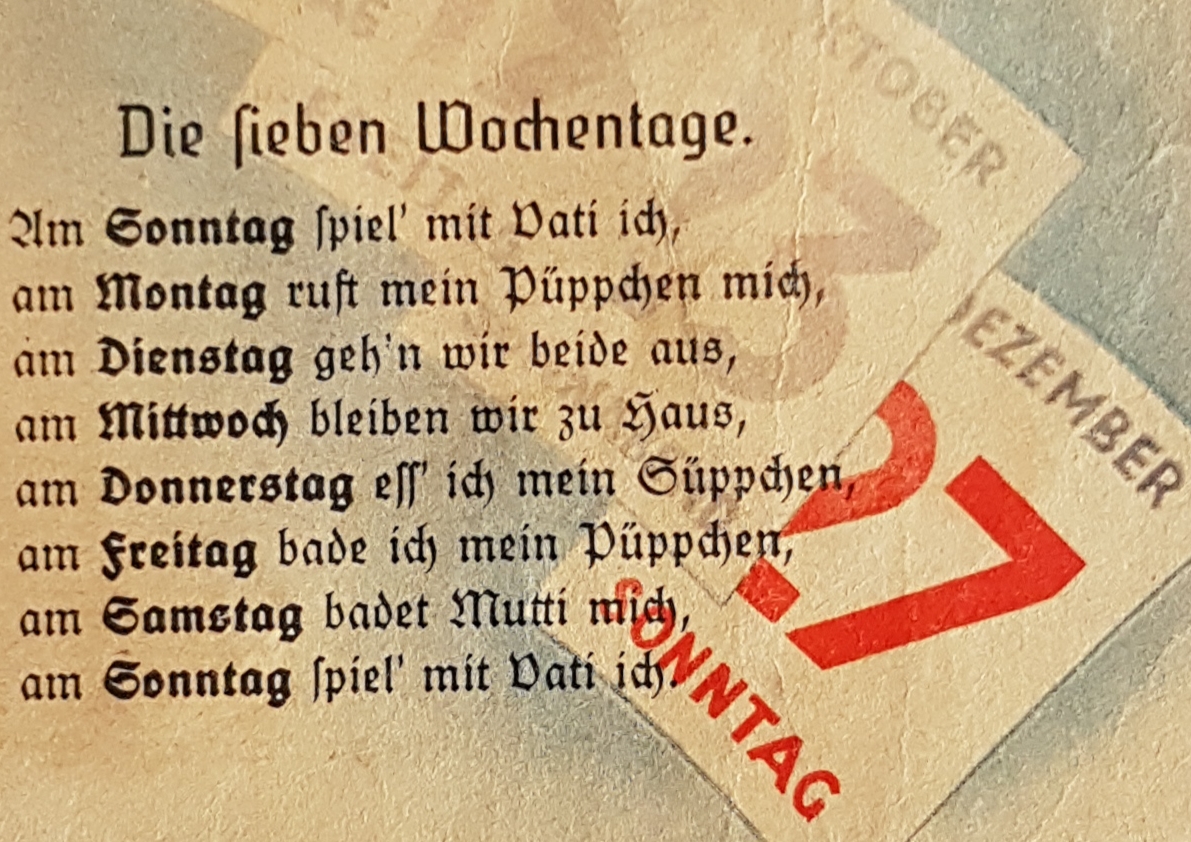 Die ſieben Wochentage.
Am Sonntag ſpiel' mit Vati ich,
am Montag ruft mein Püppchen mich,
am Dienstag geh'n wir beide aus,
am Mittwoch bleiben wir zu Haus,
am Donnerstag eſſ' ich mein Süppchen,
am Freitag bade ich mein Püppchen,
am Samstag badet Mutti mich,
am Sonntag ſpiel' mit Vati ich.
KTOBER
3
DEZEMBER
27
SONNTAG